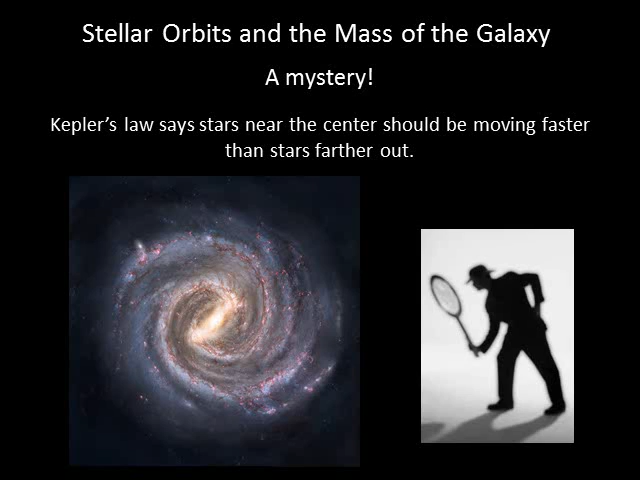 Stellar Orbits and the Mass of the Galaxy
A mystery!
Kepler’s law says stars near the center should be moving faster
than stars farther out.